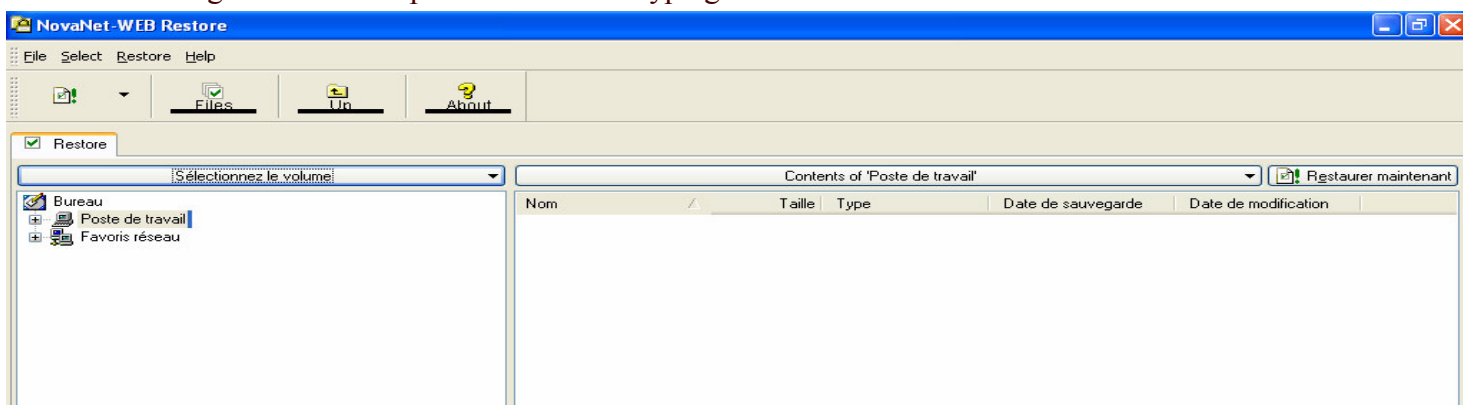 NovaNet-WEB Restore
File Select Restore Help
Files Up About
Restore
Sélectionnez le volume Contents of 'Poste de travail' Restaurer maintenant
Bureau Nom Taille Type Date de sauvegarde Date de modification
Poste de travail
Favoris réseau